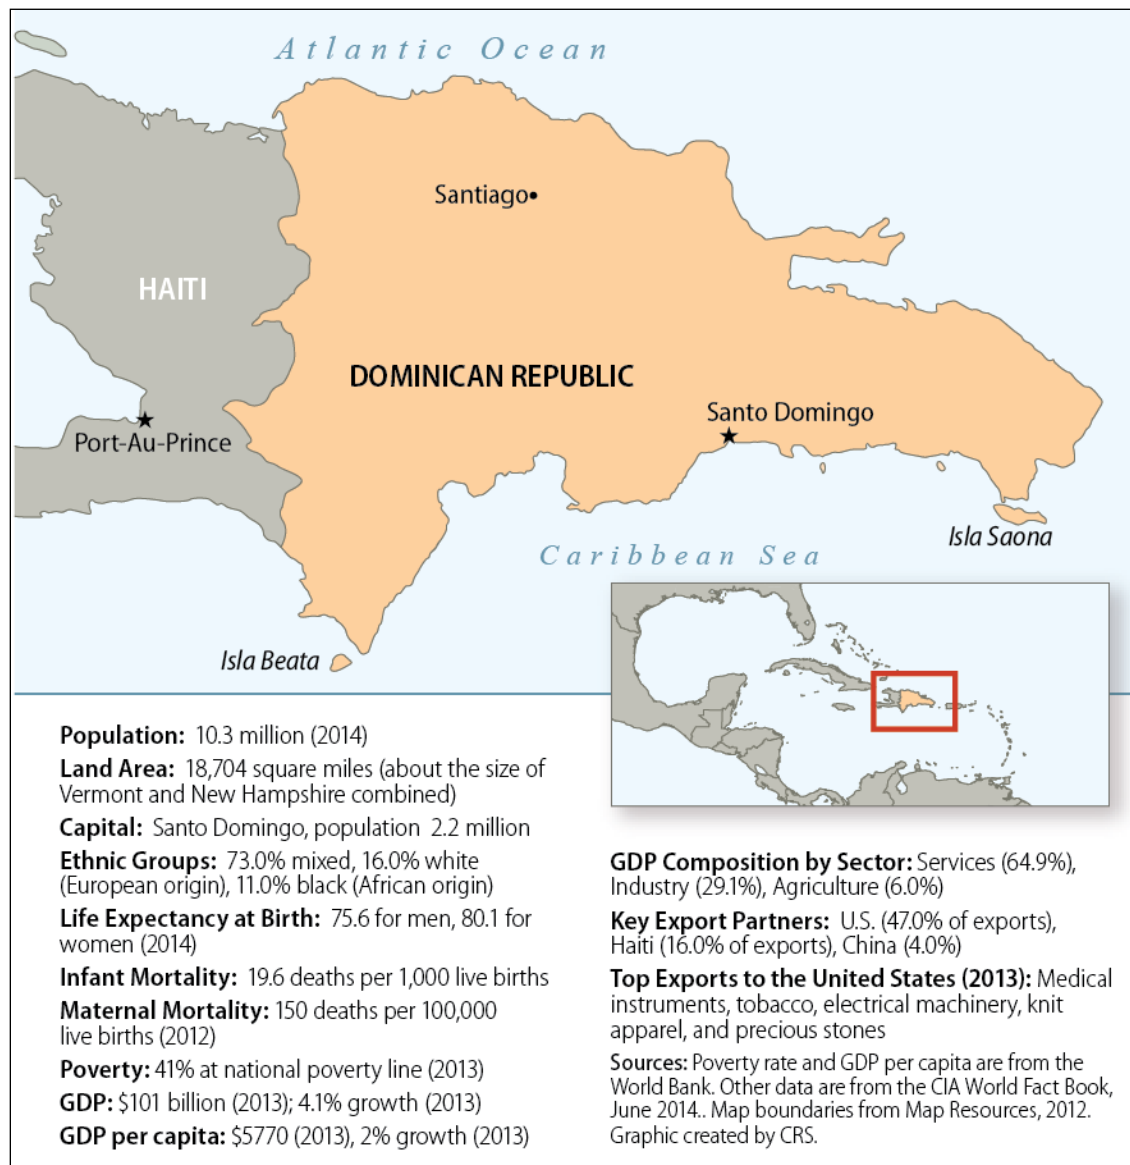 Atlantic Ocean
Santiago
HAITI
DOMINICAN REPUBLIC
Santo Domingo
Port-Au-Prince
Isla Saona
Caribbean Sea
Isla Beata
Population: 10.3 million (2014)
Land Area: 18,704 square miles (about the size of
Vermont and New Hampshire combined)
Capital: Santo Domingo, population 2.2 million
Ethnic Groups: 73.0% mixed, 16.0% white
(European origin), 11.0% black (African origin)
Life Expectancy at Birth: 75.6 for men, 80.1 for
women (2014)
Infant Mortality: 19.6 deaths per 1,000 live births
Maternal Mortality: 150 deaths per 100,000
live births (2012)
Poverty: 41% at national poverty line (2013)
GDP: $101 billion (2013); 4.1% growth (2013)
GDP per capita: $5770 (2013), 2% growth (2013)
GDP Composition by Sector: Services (64.9%),
Industry (29.1%), Agriculture (6.0%)
Key Export Partners: U.S. (47.0% of exports),
Haiti (16.0% of exports), China (4.0%)
Top Exports to the United States (2013): Medical
instruments, tobacco, electrical machinery, knit
apparel, and precious stones
Sources: Poverty rate and GDP per capita are from the
World Bank. Other data are from the CIA World Fact Book,
June 2014.. Map boundaries from Map Resources, 2012.
Graphic created by CRS.